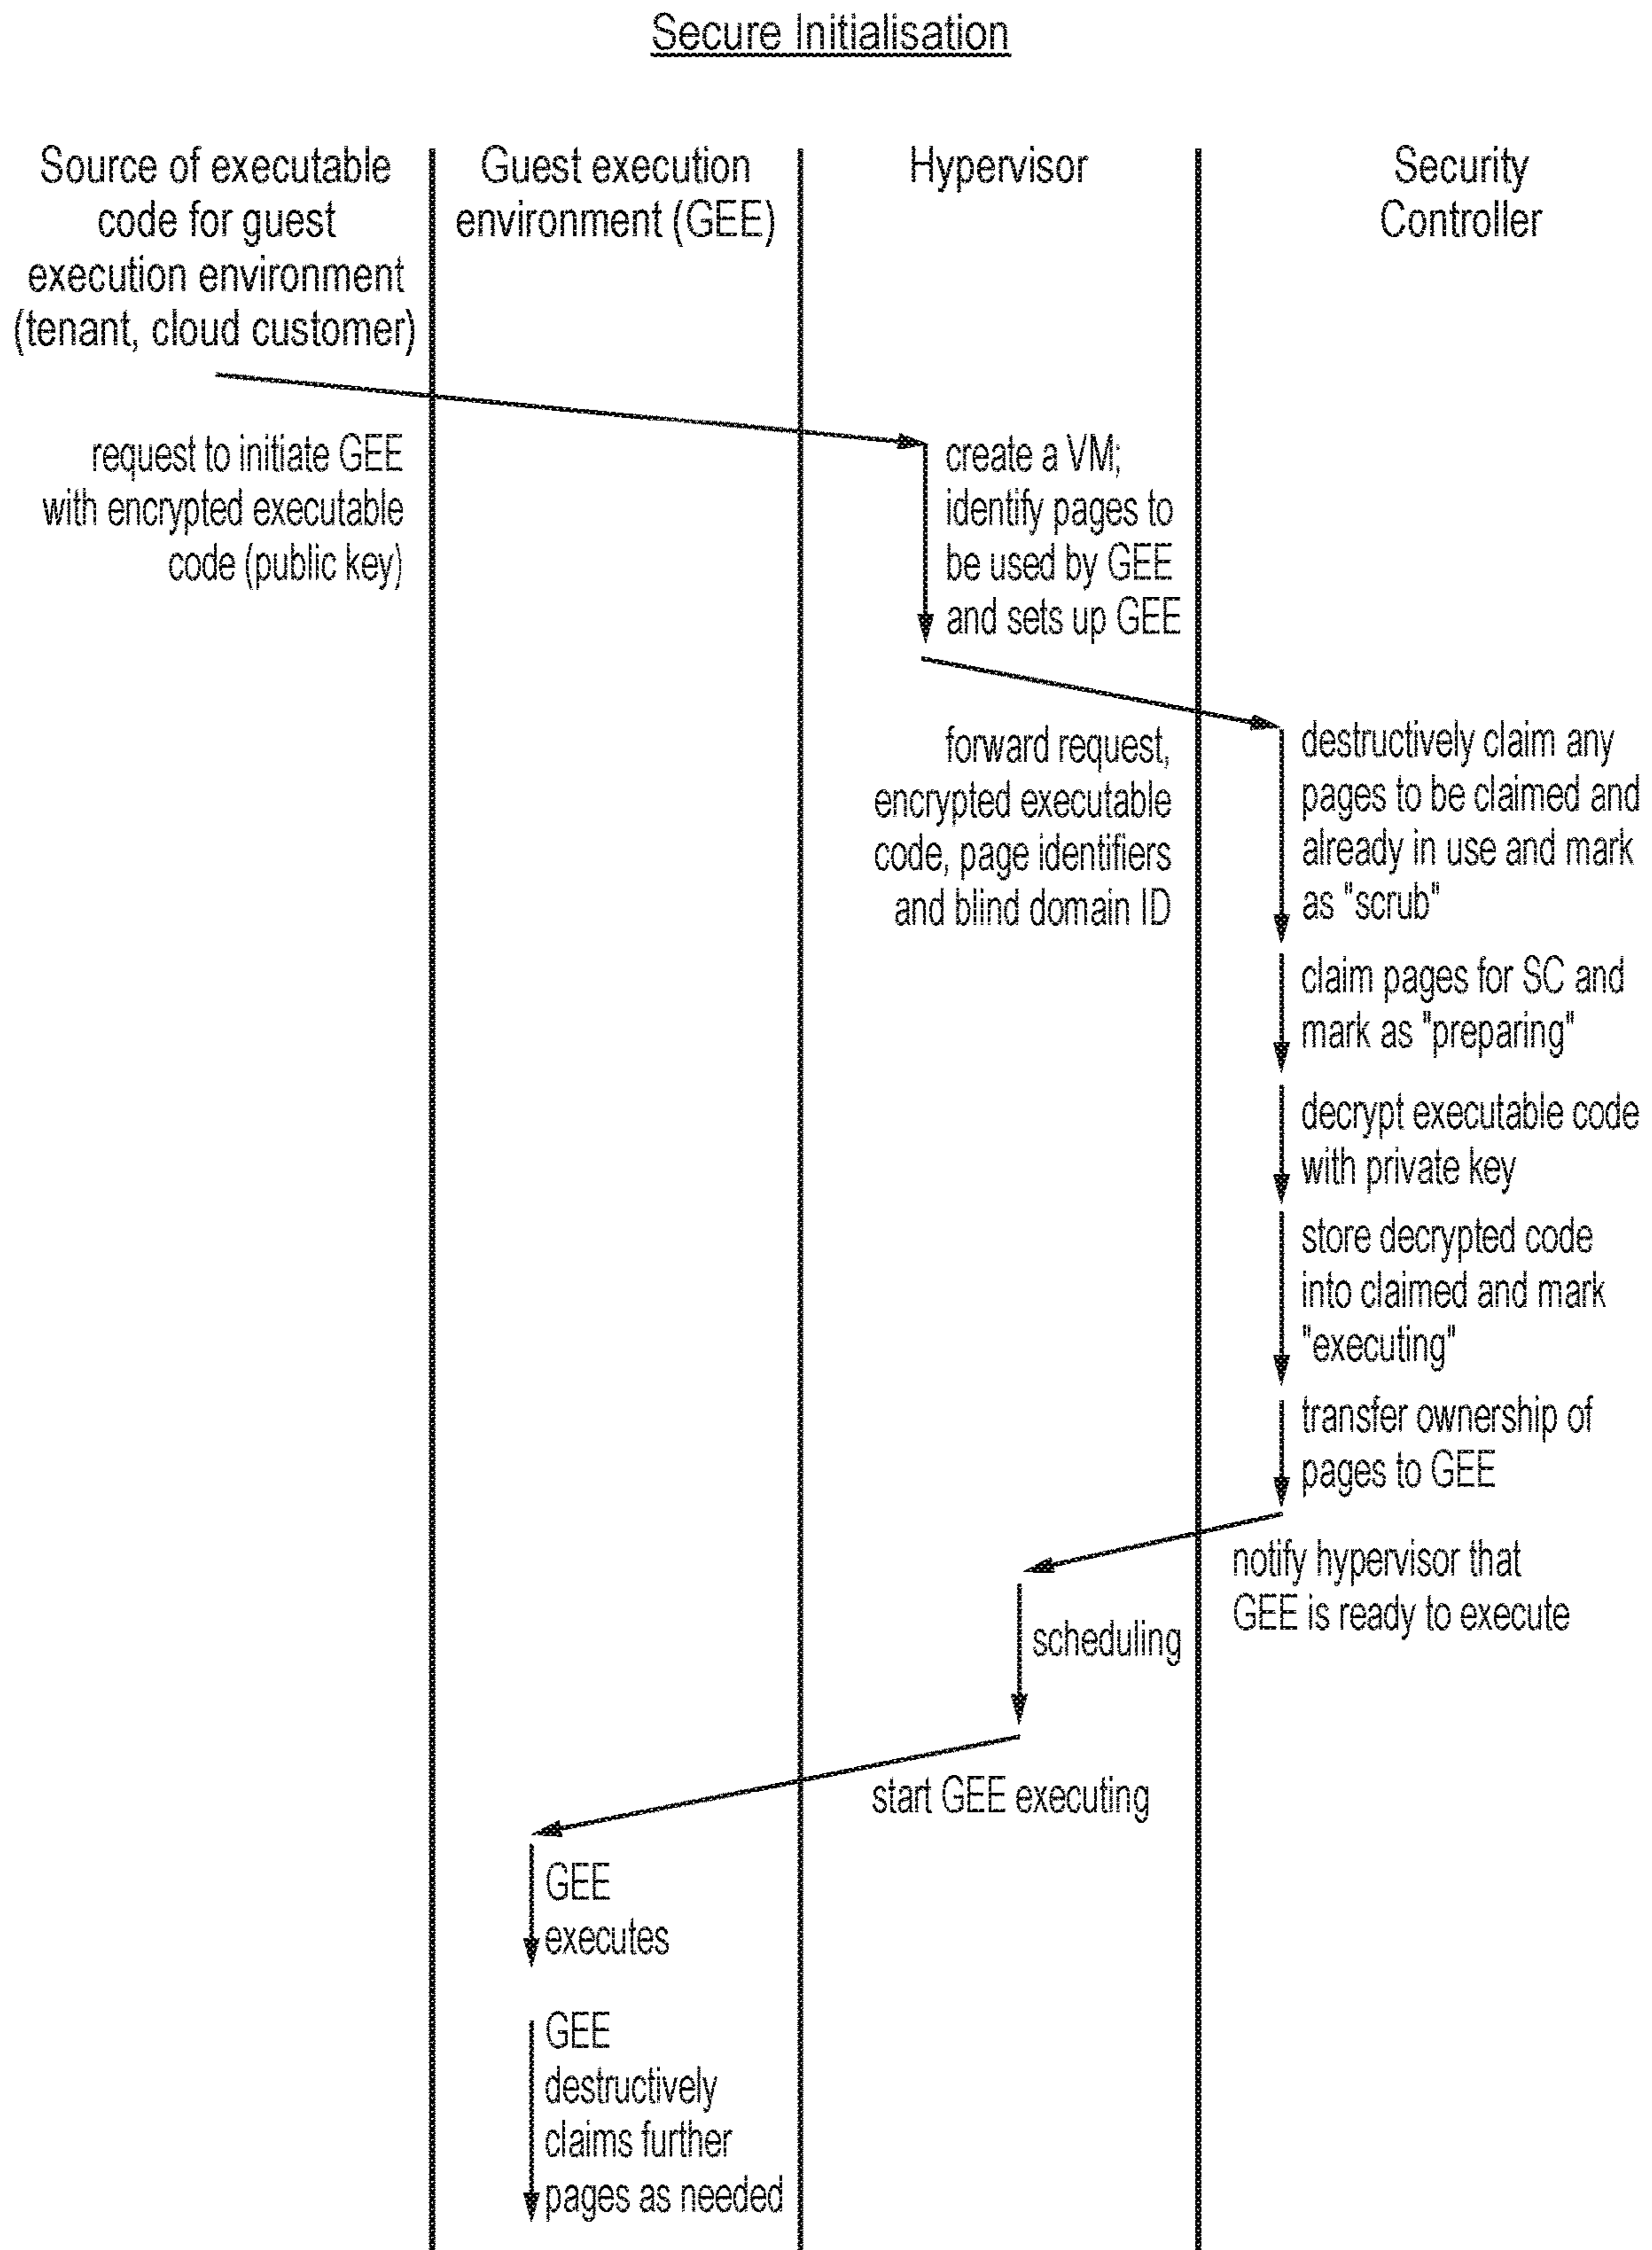 Secure Initialisation
Source of executable
code for guest
execution environment
(tenant, cloud customer)
Guest execution
environment (GEE)
Hypervisor
Security
Controller
request to initiate GEE
with encrypted executable
code (public key)
create a VM;
identify pages to
be used by GEE
and sets up GEE
forward request,
encrypted executable
code, page identifiers
and blind domain ID
destructively claim any
pages to be claimed and
already in use and mark
as "scrub"
claim pages for SC and
mark as "preparing"
decrypt executable code
with private key
store decrypted code
into claimed and mark
"executing"
transfer ownership of
pages to GEE
notify hypervisor that
GEE is ready to execute
scheduling
start GEE executing
GEE
executes
GEE
destructively
claims further
pages as needed